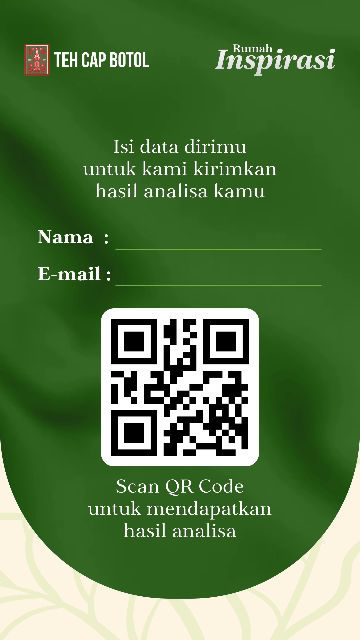 TEH CAP BOTOL
Rumah
Inspirasi
Isi data dirimu
untuk kami kirimkan
hasil analisa kamu
Nama :
E-mail :
Scan QR Code
untuk mendapatkan
hasil analisa